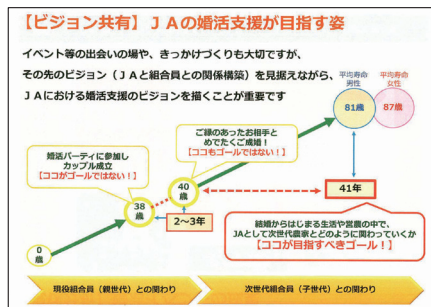 【ビジョン共有】ＪＡの婚活支援が目指す姿
イベント等の出会いの場や、きっかけづくりも大切ですが、
その先のビジョン（ＪＡと組合員との関係構築）を見据えながら、
ＪＡにおける婚活支援のビジョンを描くことが重要です
平均寿命
男性
平均寿命
女性
81歳
87歳
ご縁のあったお相手と
めでたくご成婚！
【ココもゴールではない！】
婚活パーティに参加し
カップル成立
【ココがゴールではない！】
40
歳
38
歳
41年
2～3年
結婚からはじまる生活や営農の中で、
JAとして次世代農家とどのように関わっていくか
【ココが目指すべきゴール！】
0
歳
現役組合員（親世代）との関わり
次世代組合員（子世代）との関わり